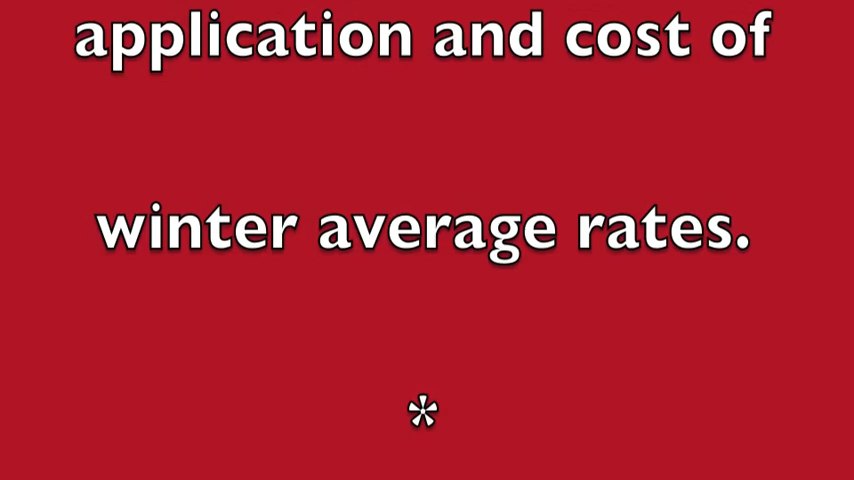 application and cost of
winter average rates.
*